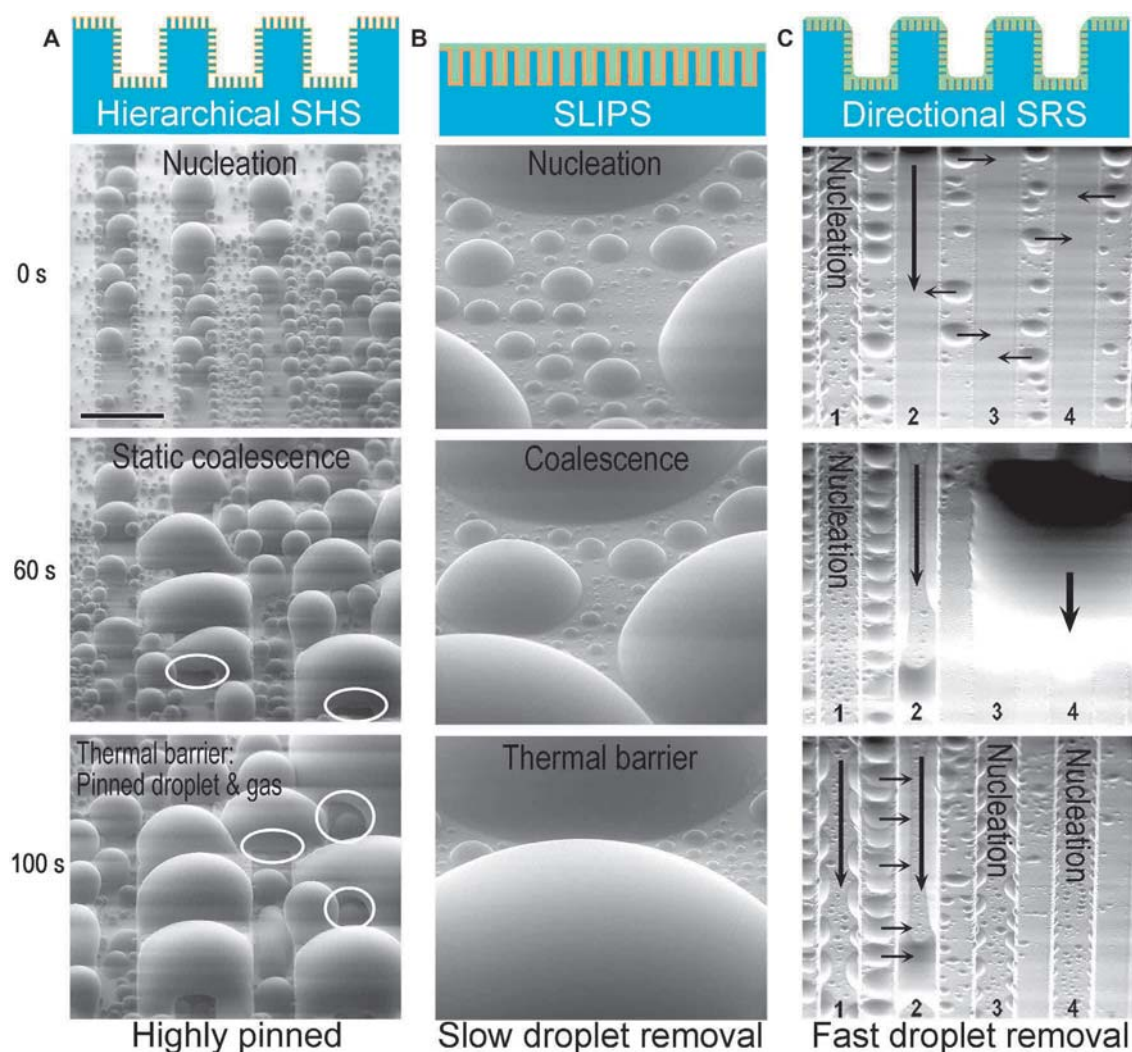 A
B
C
Hierarchical SHS
SLIPS
Directional SRS
0 s
Nucleation
Nucleation
Nucleation
1
2
3
4
60 s
Static coalescence
Coalescence
Nucleation
1
2
3
4
100 s
Thermal barrier:
Pinned droplet & gas
Thermal barrier
Nucleation
Nucleation
1
2
3
4
Highly pinned
Slow droplet removal
Fast droplet removal